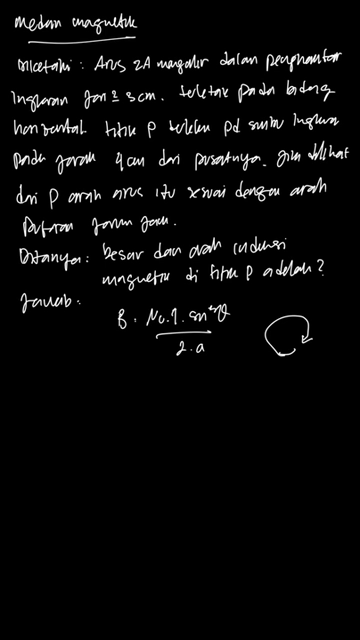 Medan magnetik
Diketahi : Arus 2A mengalir dalam penghantar
lingkaran Jari² 3cm. terletak pada bidang
horizontal. titik P terletak pd sumbu lingkaran
pada Jarak 4cm dari pusatnya. Jika dilihat
dari P arah arus itu sesuai dengan arah
Putaran Jarum Jam.
Ditanya : besar dan arah induksi
magnetik di titik P adalah ?
Jawab :
B = μ₀ . I . sin³θ
2 . a